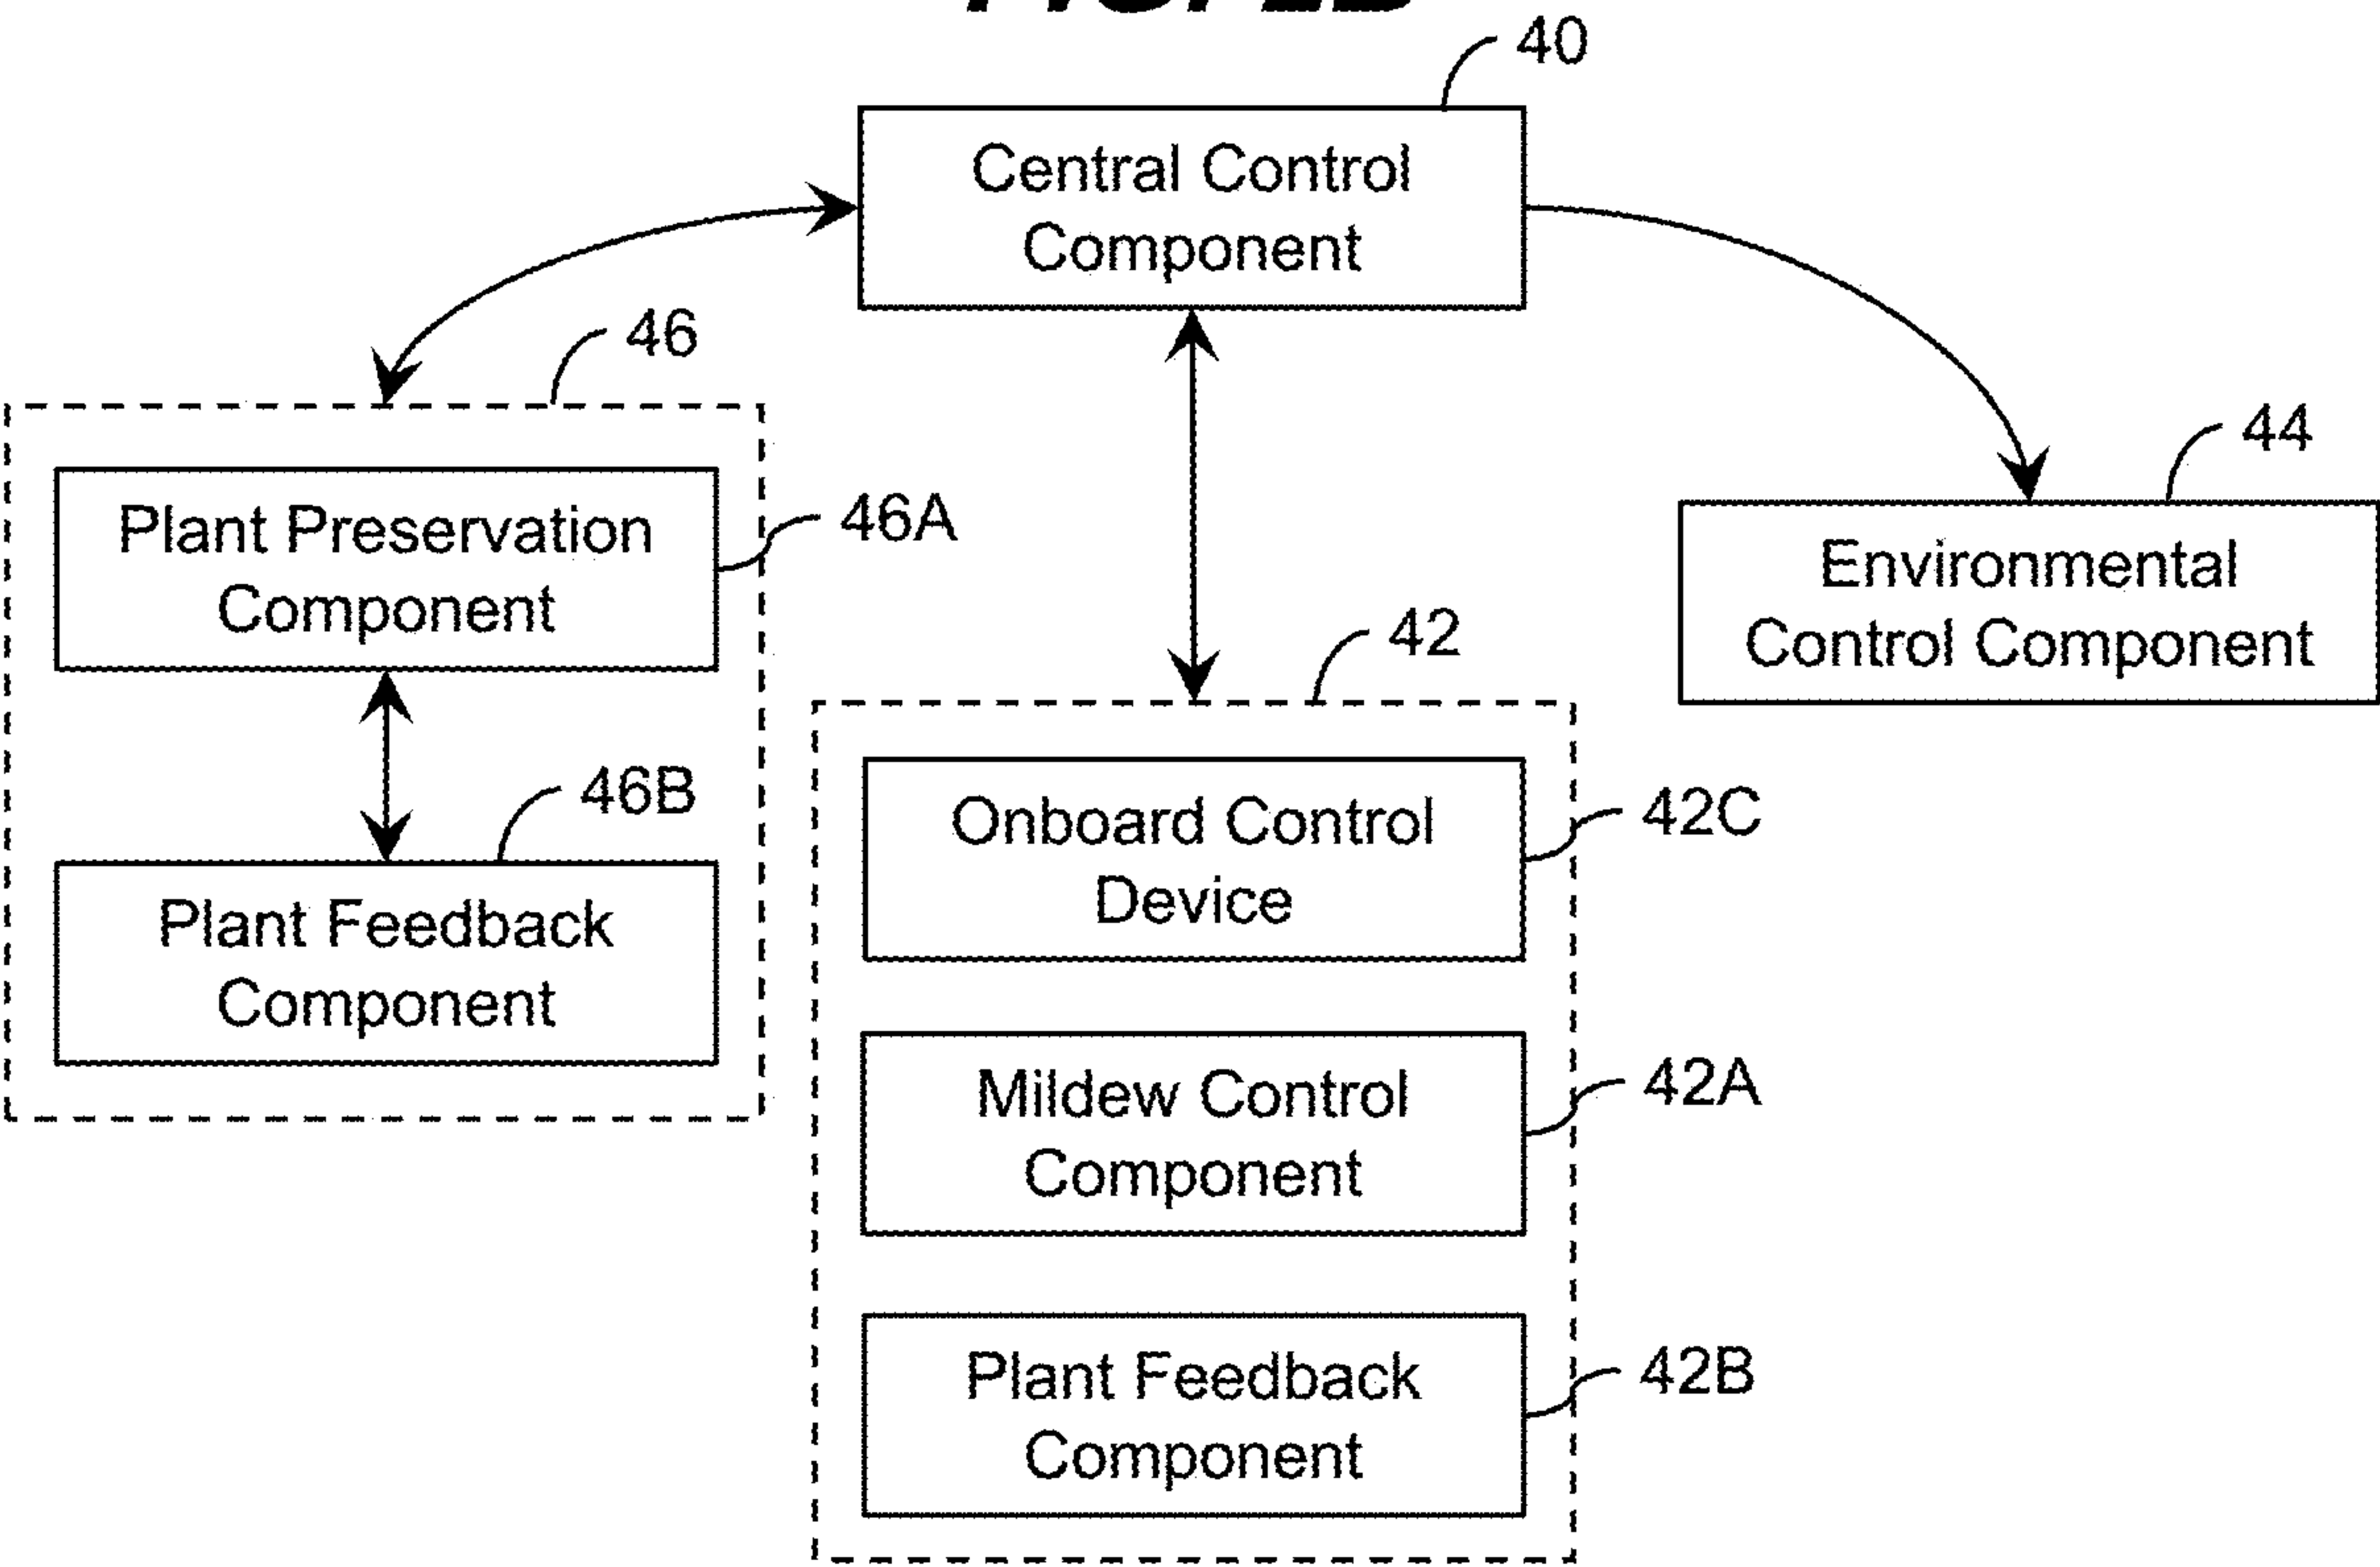 40
Central Control
Component
46
44
Plant Preservation
Component
46A
Environmental
Control Component
42
46B
Onboard Control
Device
42C
Plant Feedback
Component
Mildew Control
Component
42A
Plant Feedback
Component
42B